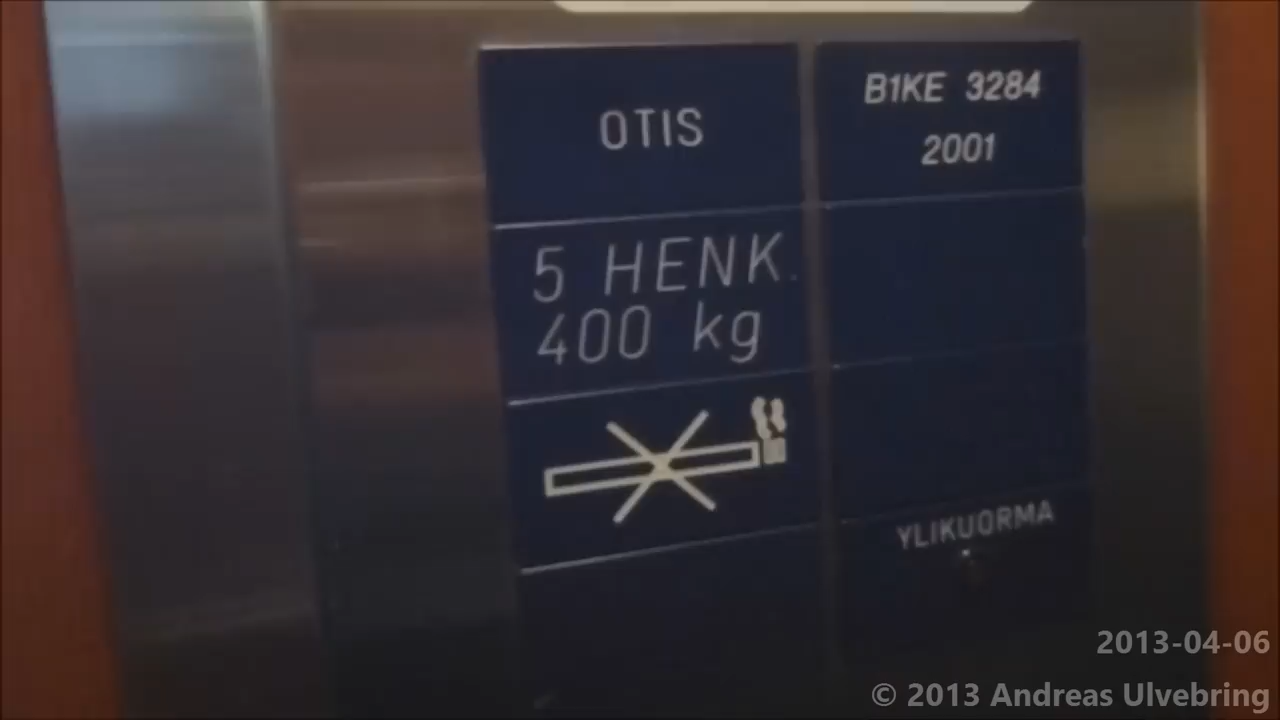 OTIS
5 HENK.
400 kg
B1KE 3284
2001
YLIKUORMA
2013-04-06
© 2013 Andreas Ulvebring